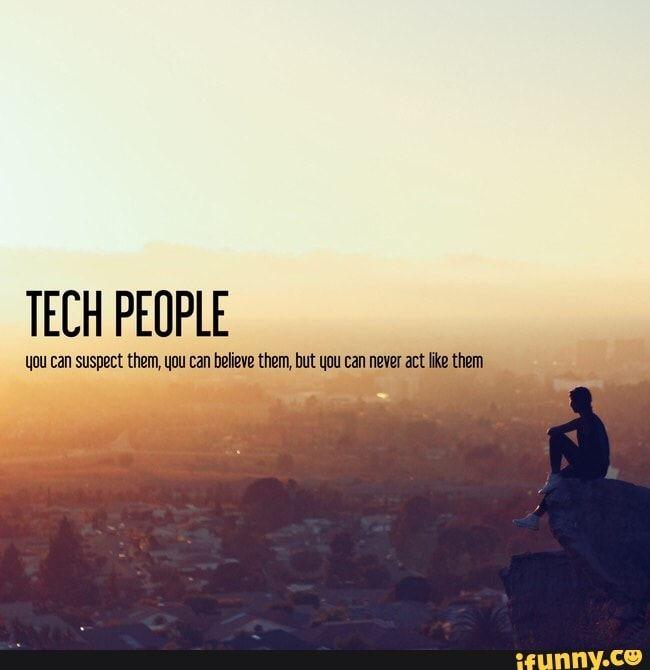 TECH PEOPLE
you can suspect them, you can believe them, but you can never act like them
ifunny.co